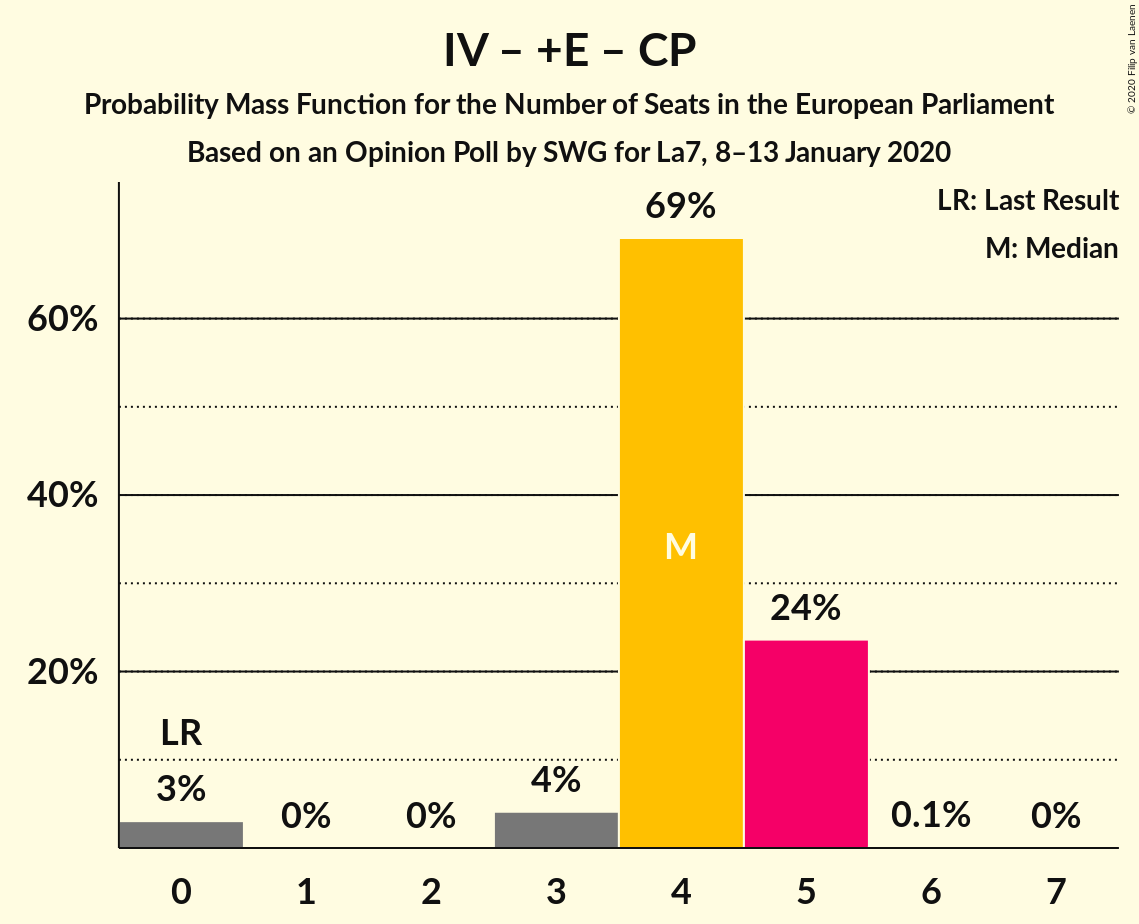 IV – +E – CP
Probability Mass Function for the Number of Seats in the European Parliament
Based on an Opinion Poll by SWG for La7, 8–13 January 2020
© 2020 Filip van Laenen
LR: Last Result
M: Median
69%
60%
40%
M
24%
20%
LR
3%
0%
0%
4%
0.1%
0%
0 1 2 3 4 5 6 7